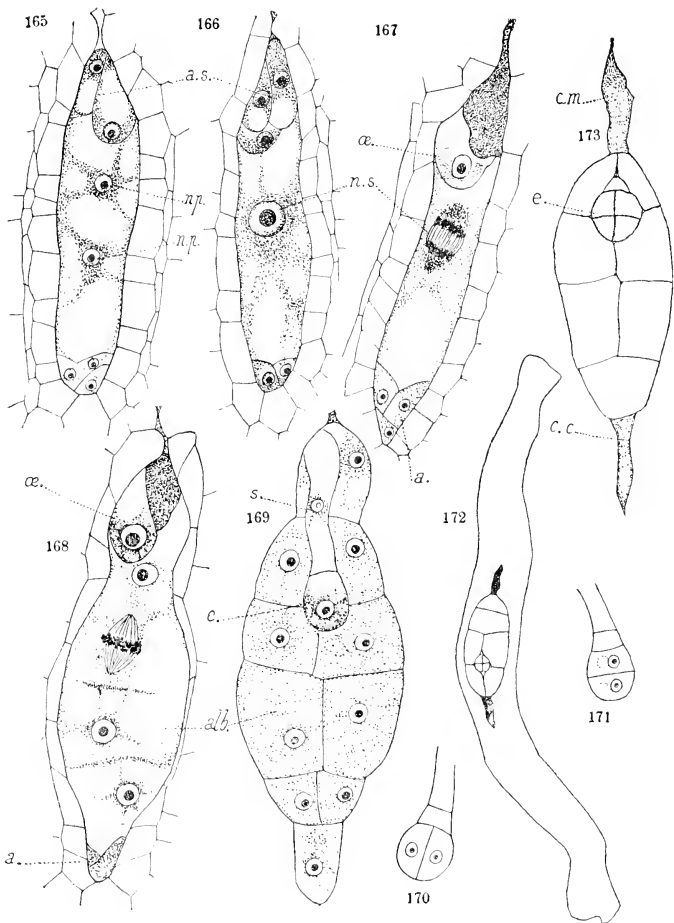 165
166
167
a.s.
c.m.
173
œ.
n.p.
n.s.
e.
n.p.
c.c.
a.
œ.
s.
169
172
168
c.
171
alb.
a.
170